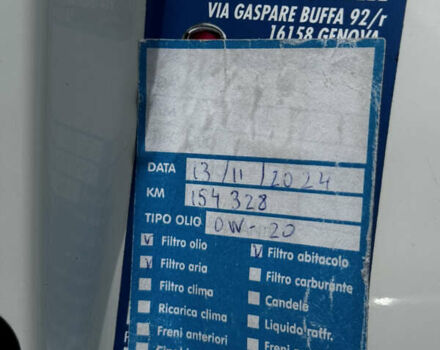 VIA GASPARE BUFFA 92/r
16158 GENOVA
DATA 13/11/2024
KM 154.328
TIPO OLIO 0W-20
V Filtro olio
V Filtro abitacolo
V Filtro aria
Filtro carburante
Filtro clima
Candele
Ricarica clima
Liquido raffr.
Freni anteriori
Freni